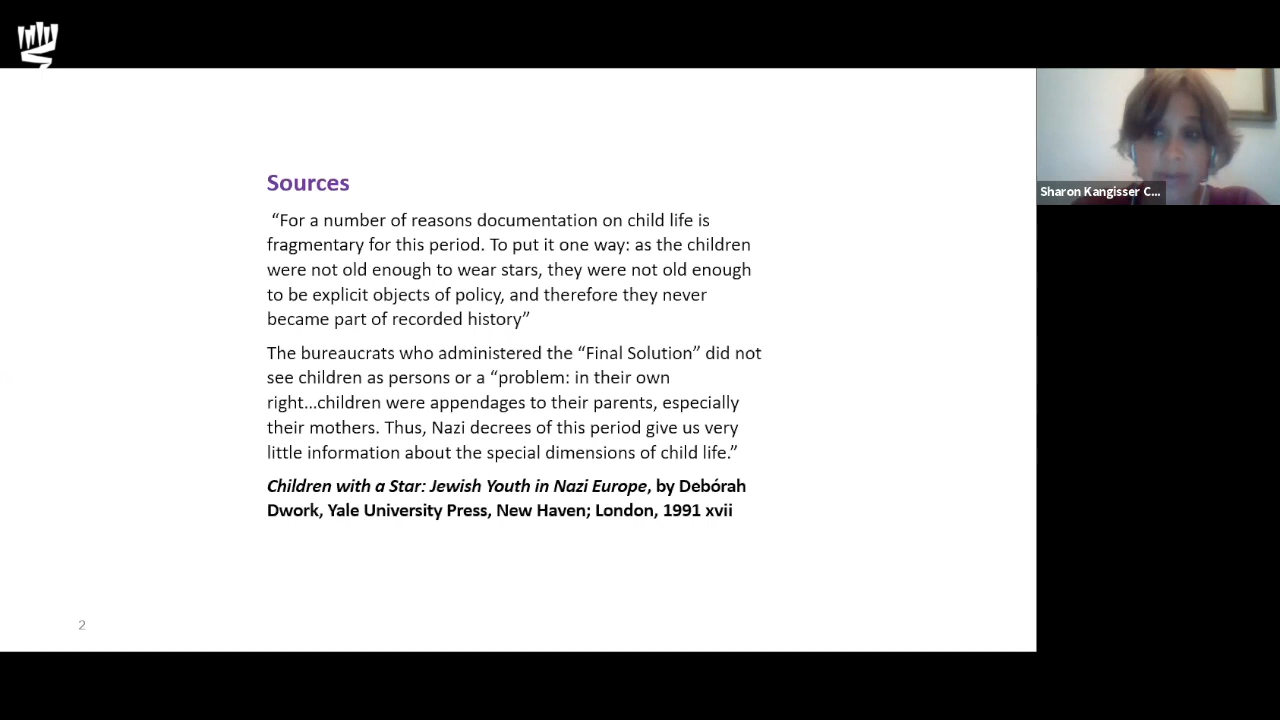 Sources
“For a number of reasons documentation on child life is
fragmentary for this period. To put it one way: as the children
were not old enough to wear stars, they were not old enough
to be explicit objects of policy, and therefore they never
became part of recorded history”
The bureaucrats who administered the “Final Solution” did not
see children as persons or a “problem: in their own
right...children were appendages to their parents, especially
their mothers. Thus, Nazi decrees of this period give us very
little information about the special dimensions of child life.”
Children with a Star: Jewish Youth in Nazi Europe, by Debórah
Dwork, Yale University Press, New Haven; London, 1991 xvii
2
Sharon Kangisser C...